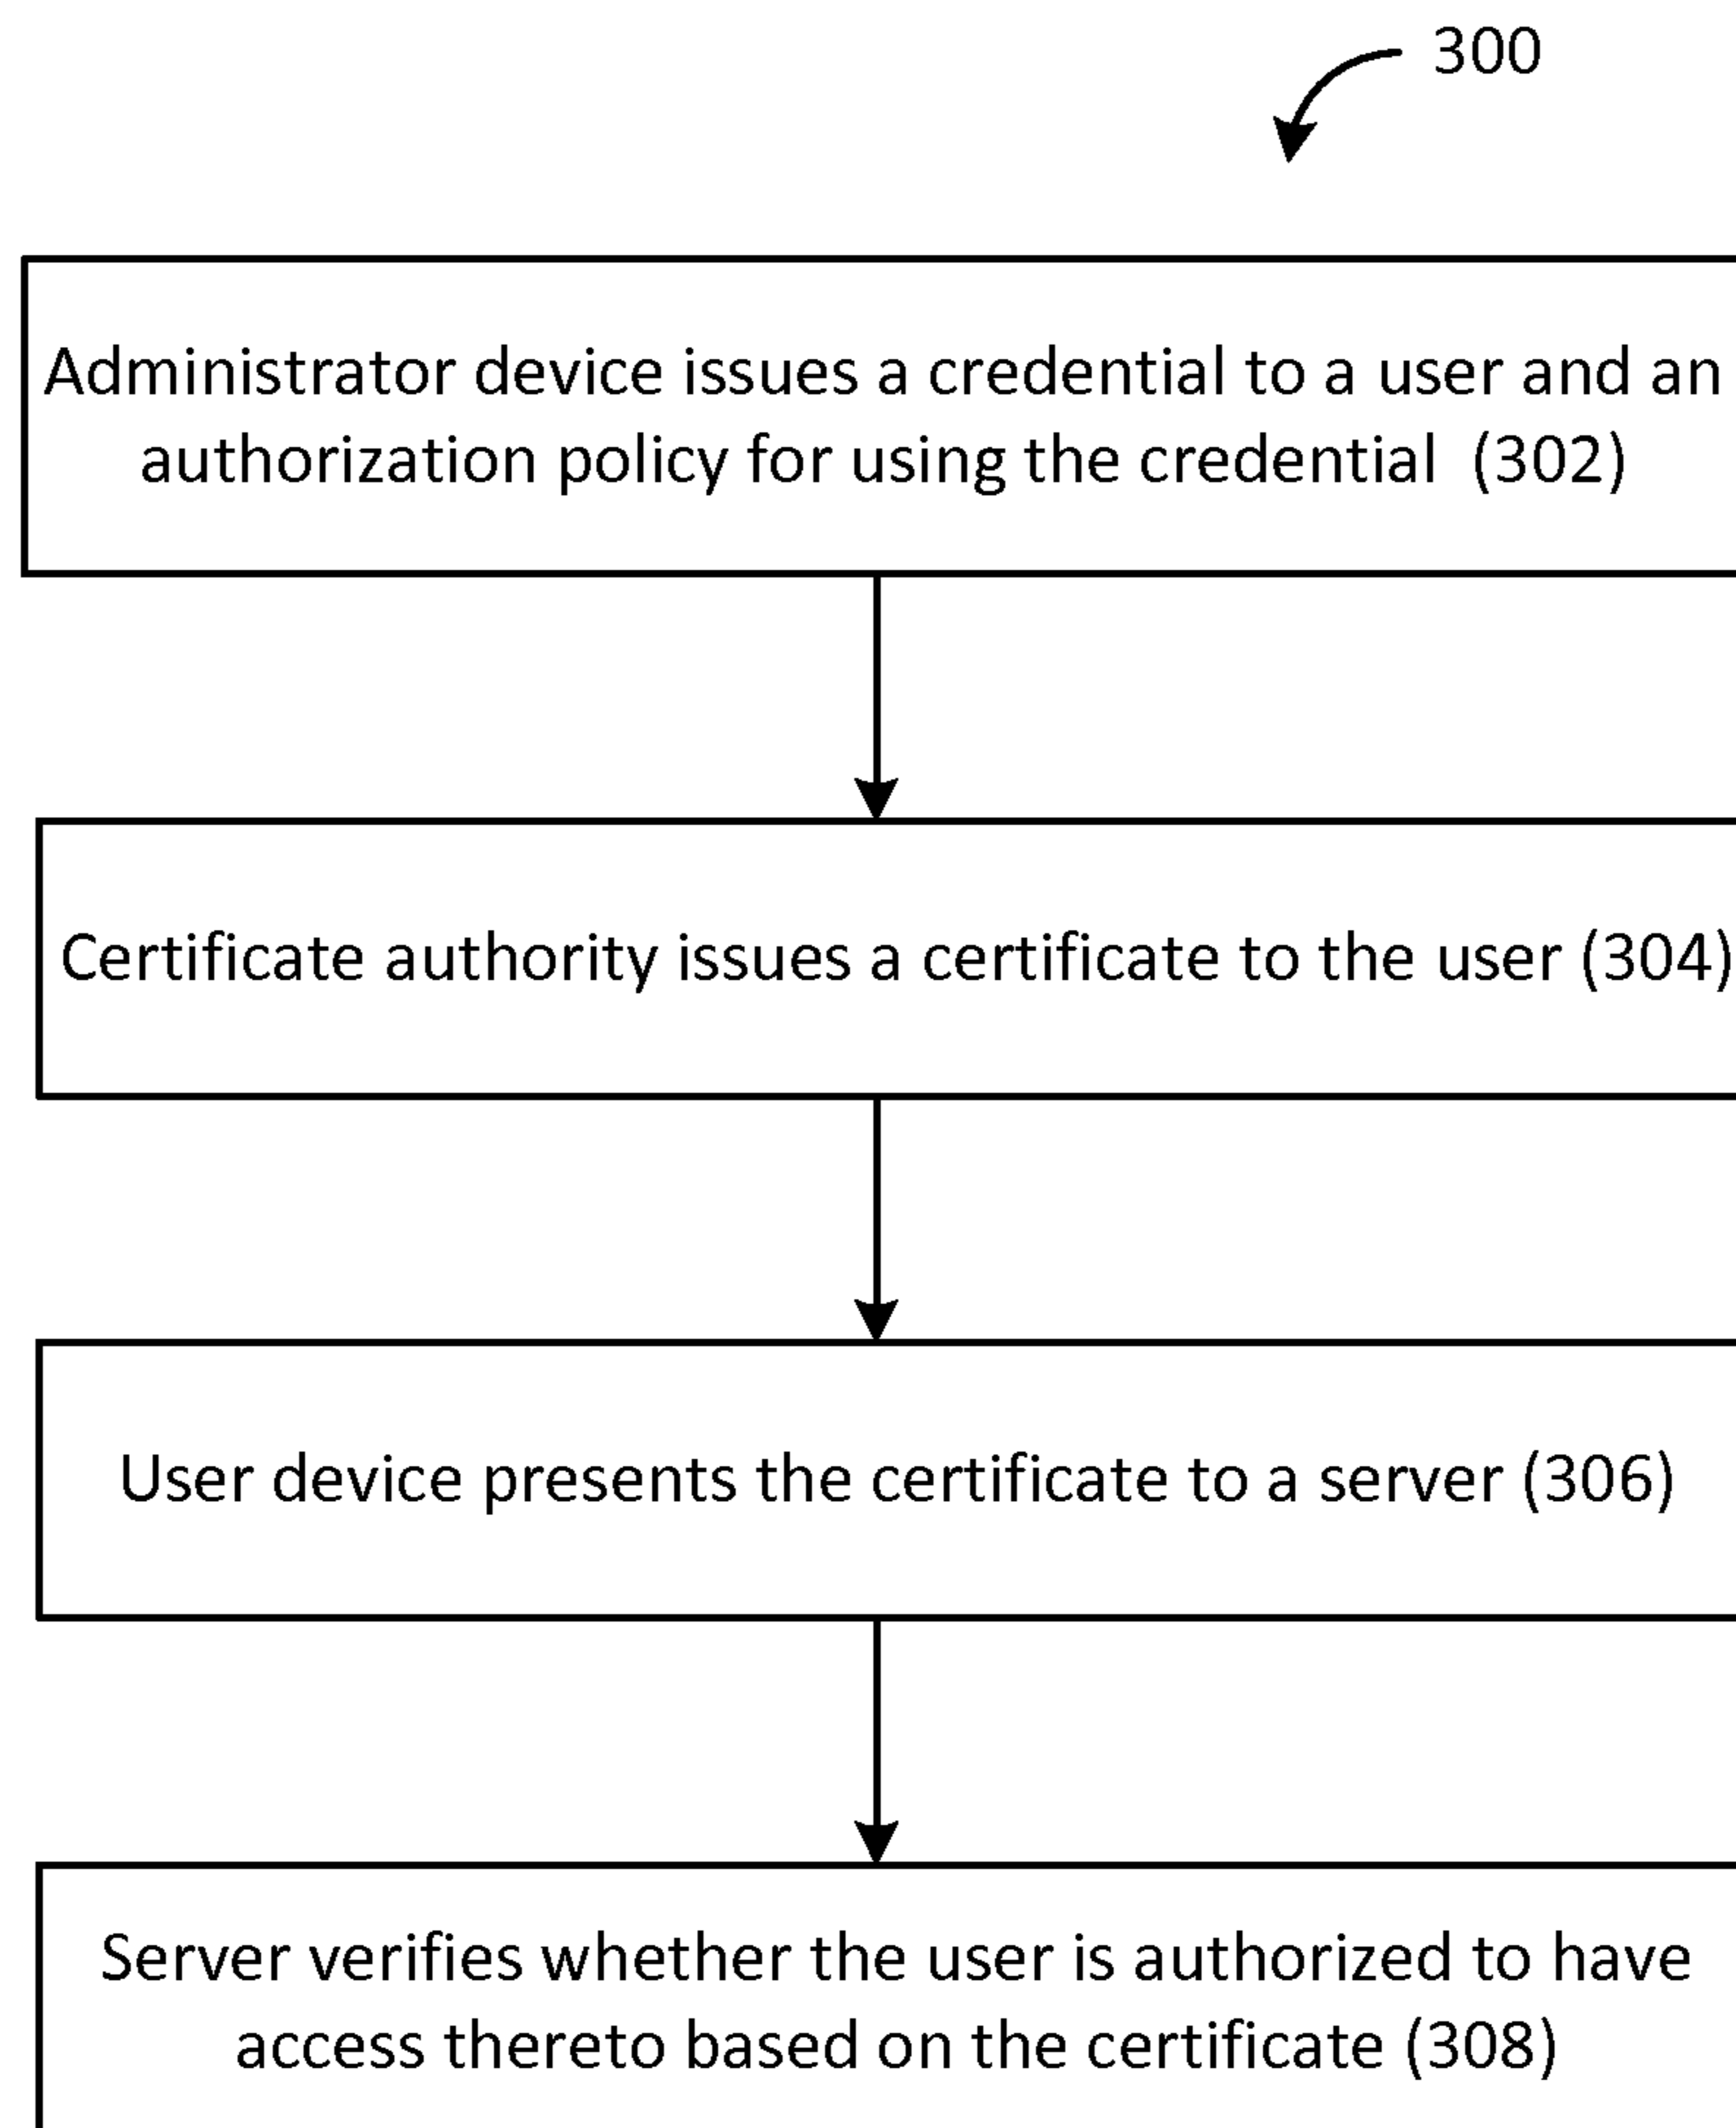 300
Administrator device issues a credential to a user and an
authorization policy for using the credential (302)
Certificate authority issues a certificate to the user (304)
User device presents the certificate to a server (306)
Server verifies whether the user is authorized to have
access thereto based on the certificate (308)